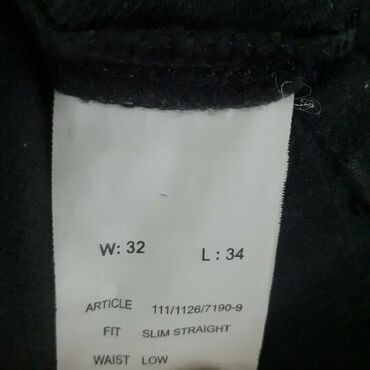 W: 32 L : 34
ARTICLE 111/1126/7190-9
FIT SLIM STRAIGHT
WAIST LOW